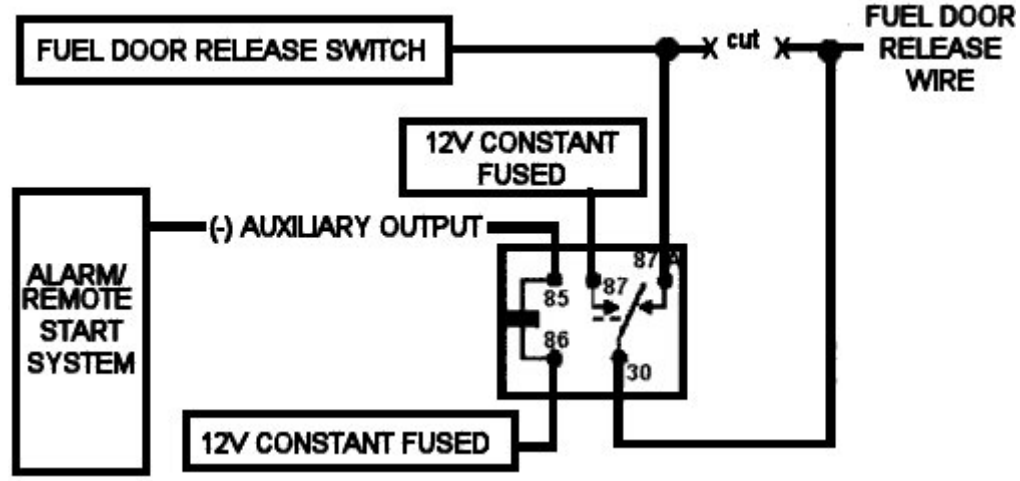 FUEL DOOR RELEASE SWITCH
X cut X
FUEL DOOR
RELEASE
WIRE
12V CONSTANT
FUSED
(-) AUXILIARY OUTPUT
ALARM/
REMOTE
START
SYSTEM
87A
85
87
86
30
12V CONSTANT FUSED